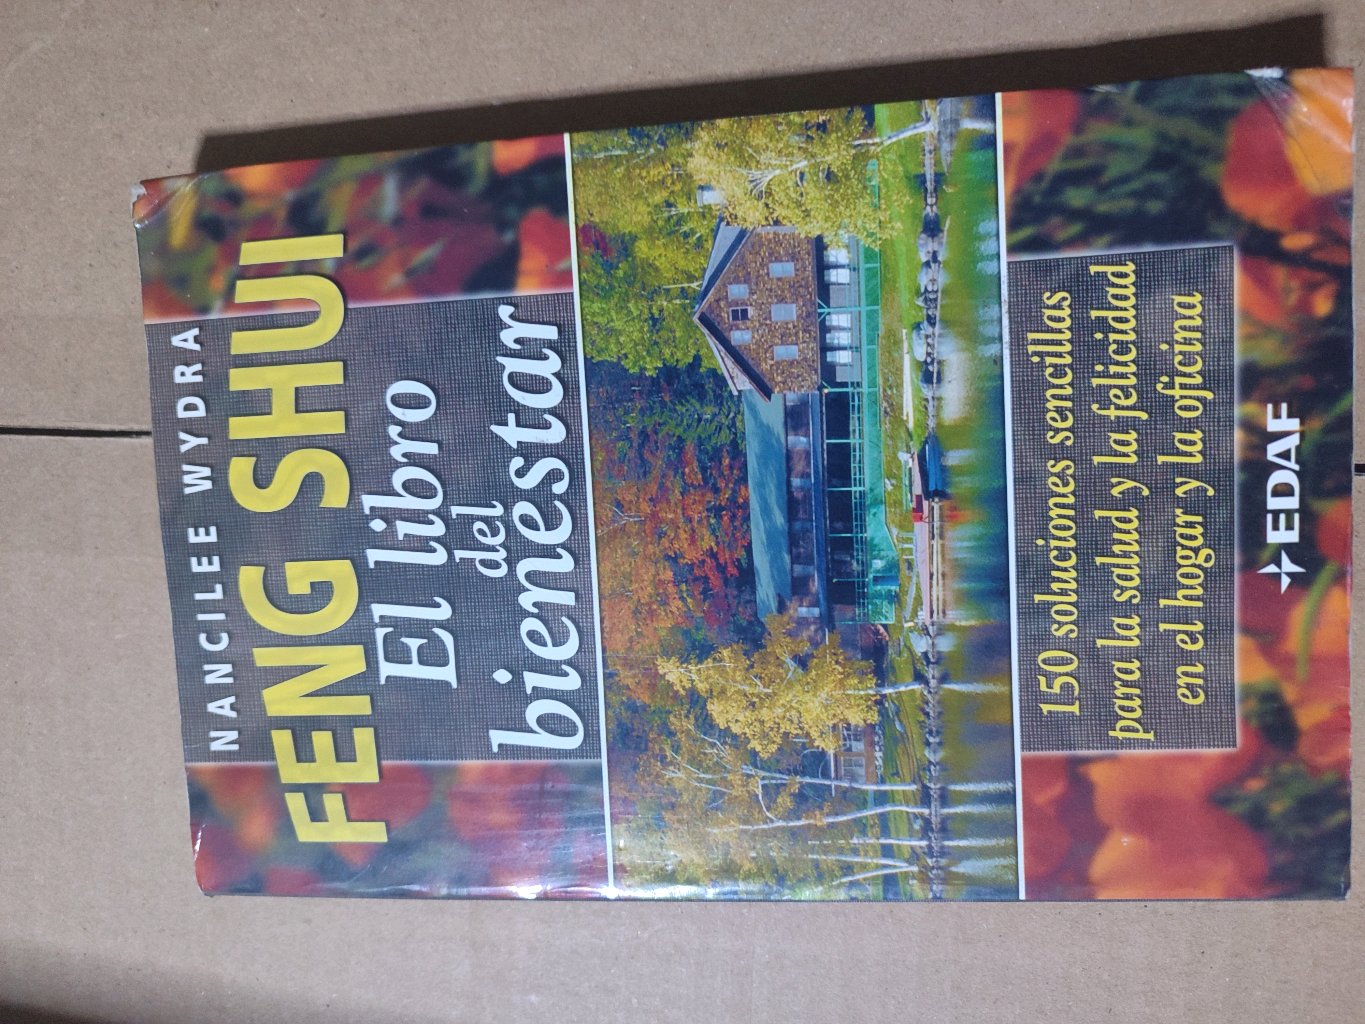 NANCILEE WYDRA
FENG SHUI
El libro
del
bienestar
150 soluciones sencillas
para la salud y la felicidad
en el hogar y la oficina
EDAF